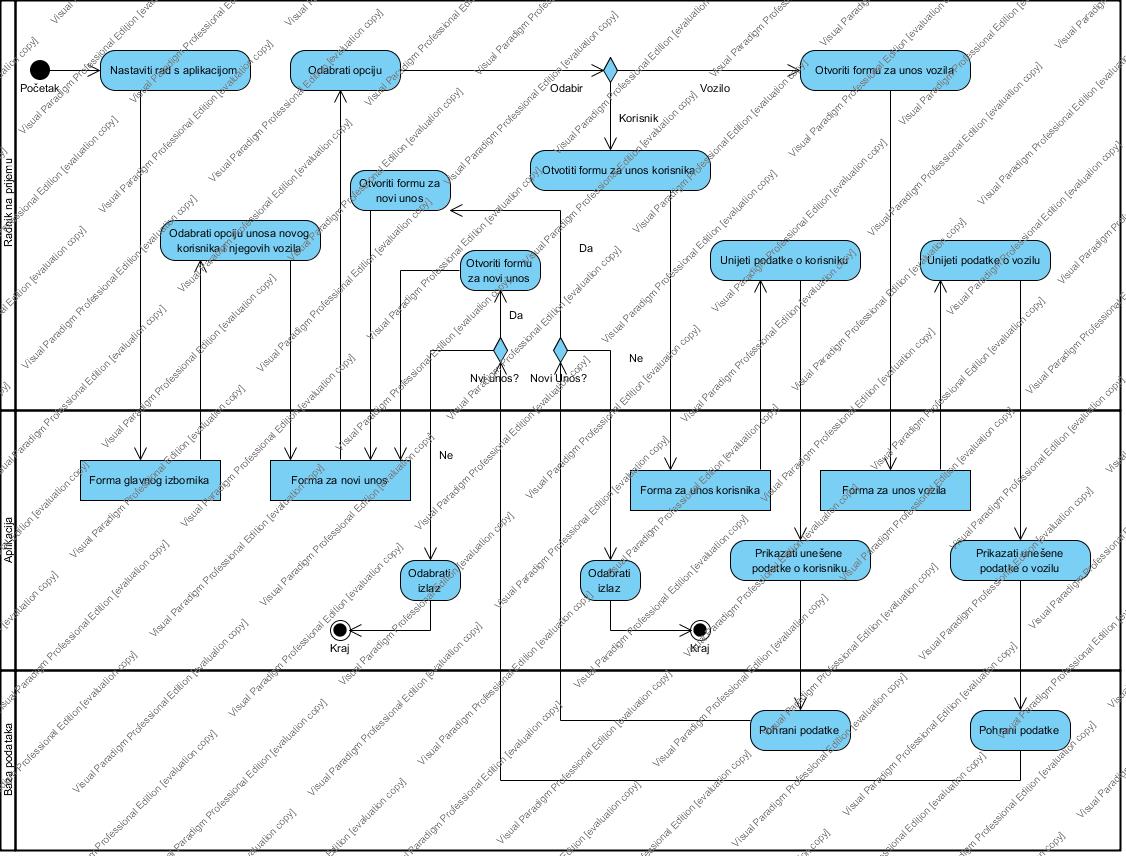 Radnik na prijemu
Početak
Nastaviti rad s aplikacijom
Odabrati opciju
Odabir
Vozilo
Otvoriti formu za unos vozila
Korisnik
Otvotiti formu za unos korisnika
Otvoriti formu za
novi unos
Odabrati opciju unosa novog
korisnika i njegovih vozila
Da
Otvoriti formu
za novi unos
Unijeti podatke o korisniku
Unijeti podatke o vozilu
Da
Nvi unos?
Novi Unos?
Ne
Aplikacija
Ne
Forma glavnog izbornika
Forma za novi unos
Forma za unos korisnika
Forma za unos vozila
Prikazati unešene
podatke o korisniku
Prikazati unešene
podatke o vozilu
Odabrati
izlaz
Odabrati
izlaz
Kraj
Kraj
Baza podataka
Pohrani podatke
Pohrani podatke
Visual Paradigm Professional Edition [evaluation copy]